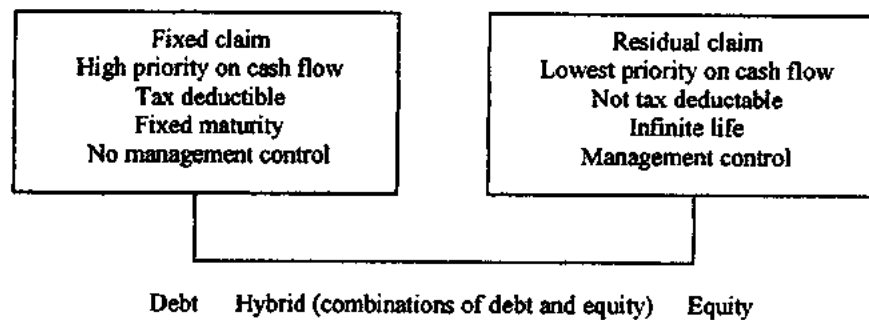 Fixed claim
High priority on cash flow
Tax deductible
Fixed maturity
No management control
Residual claim
Lowest priority on cash flow
Not tax deductable
Infinite life
Management control
Debt Hybrid (combinations of debt and equity) Equity